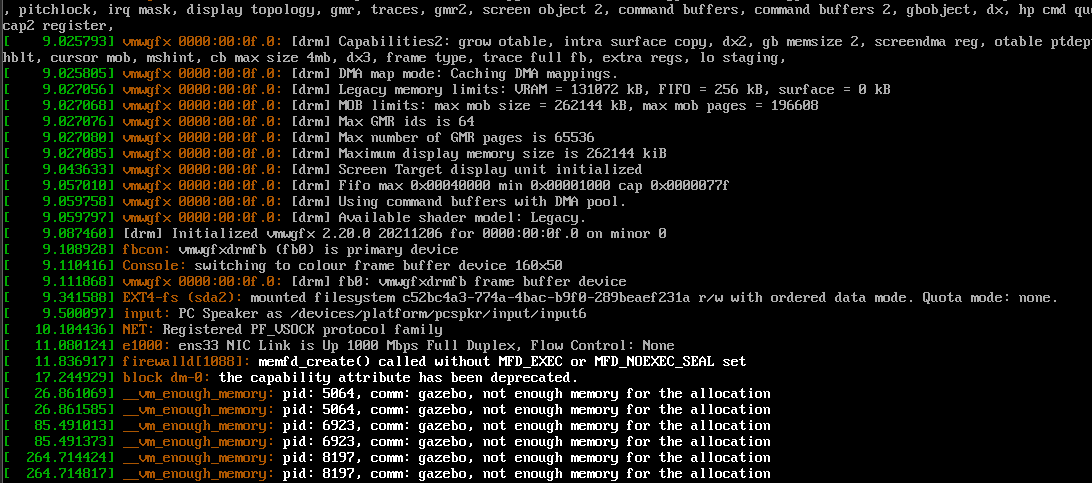 , pitchlock, irq mask, display topology, gmr, traces, gmr2, screen object 2, command buffers, command buffers 2, gbobject, dx, hp cmd que
cap2 register,
[    9.025793] vmwgfx 0000:00:0f.0: [drm] Capabilities2: grow otable, intra surface copy, dx2, gb memsize 2, screendma reg, otable ptdep
hblt, cursor mob, mshint, cb max size 4mb, dx3, frame type, trace full fb, extra regs, lo staging,
[    9.025805] vmwgfx 0000:00:0f.0: [drm] DMA map mode: Caching DMA mappings.
[    9.027056] vmwgfx 0000:00:0f.0: [drm] Legacy memory limits: VRAM = 131072 kB, FIFO = 256 kB, surface = 0 kB
[    9.027068] vmwgfx 0000:00:0f.0: [drm] MOB limits: max mob size = 262144 kB, max mob pages = 196608
[    9.027076] vmwgfx 0000:00:0f.0: [drm] Max GMR ids is 64
[    9.027080] vmwgfx 0000:00:0f.0: [drm] Max number of GMR pages is 65536
[    9.027085] vmwgfx 0000:00:0f.0: [drm] Maximum display memory size is 262144 kiB
[    9.043633] vmwgfx 0000:00:0f.0: [drm] Screen Target display unit initialized
[    9.057010] vmwgfx 0000:00:0f.0: [drm] Fifo max 0x00040000 min 0x00001000 cap 0x0000077f
[    9.059758] vmwgfx 0000:00:0f.0: [drm] Using command buffers with DMA pool.
[    9.059797] vmwgfx 0000:00:0f.0: [drm] Available shader model: Legacy.
[    9.087460] [drm] Initialized vmwgfx 2.20.0 20211206 for 0000:00:0f.0 on minor 0
[    9.108928] fbcon: vmwgfxdrmfb (fb0) is primary device
[    9.110416] Console: switching to colour frame buffer device 160x50
[    9.111868] vmwgfx 0000:00:0f.0: [drm] fb0: vmwgfxdrmfb frame buffer device
[    9.341588] EXT4-fs (sda2): mounted filesystem c52bc4a3-774a-4bac-b9f0-289beaef231a r/w with ordered data mode. Quota mode: none.
[    9.500097] input: PC Speaker as /devices/platform/pcspkr/input/input6
[   10.104436] NET: Registered PF_VSOCK protocol family
[   11.080124] e1000: ens33 NIC Link is Up 1000 Mbps Full Duplex, Flow Control: None
[   11.836917] firewalld[1088]: memfd_create() called without MFD_EXEC or MFD_NOEXEC_SEAL set
[   17.244929] block dm-0: the capability attribute has been deprecated.
[   26.861069] __vm_enough_memory: pid: 5064, comm: gazebo, not enough memory for the allocation
[   26.861585] __vm_enough_memory: pid: 5064, comm: gazebo, not enough memory for the allocation
[   85.491013] __vm_enough_memory: pid: 6923, comm: gazebo, not enough memory for the allocation
[   85.491373] __vm_enough_memory: pid: 6923, comm: gazebo, not enough memory for the allocation
[  264.714424] __vm_enough_memory: pid: 8197, comm: gazebo, not enough memory for the allocation
[  264.714817] __vm_enough_memory: pid: 8197, comm: gazebo, not enough memory for the allocation